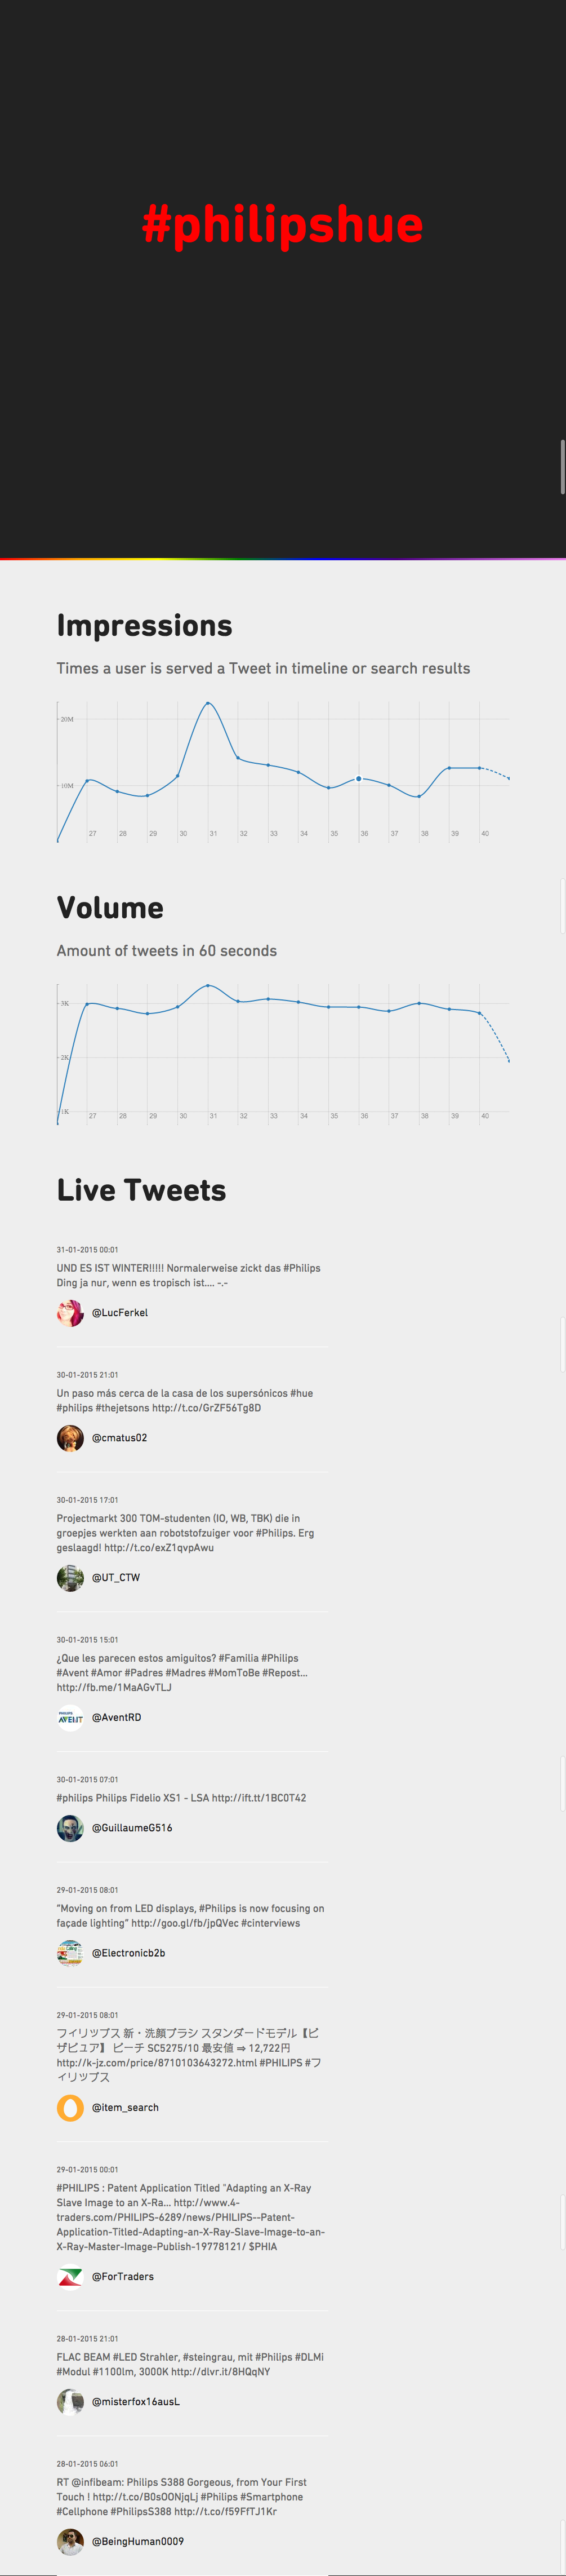 #philipshue
Impressions
Times a user is served a Tweet in timeline or search results
20M
10M
27 28 29 30 31 32 33 34 35 36 37 38 39 40
Volume
Amount of tweets in 60 seconds
3K
2K
1K
27 28 29 30 31 32 33 34 35 36 37 38 39 40
Live Tweets
31-01-2015 00:01
UND ES IST WINTER!!!!! Normalerweise zickt das #Philips
Ding ja nur, wenn es tropisch ist.... -.-
@LucFerkel
30-01-2015 21:01
Un paso más cerca de la casa de los supersónicos #hue
#philips #thejetsons http://t.co/GrZF56Tg8D
@cmatus02
30-01-2015 17:01
Projectmarkt 300 TOM-studenten (IO, WB, TBK) die in
groepjes werkten aan robotstofzuiger voor #Philips. Erg
geslaagd! http://t.co/exZ1qvpAwu
@UT_CTW
30-01-2015 15:01
¿Que les parecen estos amiguitos? #Familia #Philips
#Avent #Amor #Padres #Madres #MomToBe #Repost...
http://fb.me/1MaAGvTLJ
PHILIPS
AVENT
@AventRD
30-01-2015 07:01
#philips Philips Fidelio XS1 - LSA http://ift.tt/1BC0T42
@GuillaumeG516
29-01-2015 08:01
"Moving on from LED displays, #Philips is now focusing on
façade lighting" http://goo.gl/fb/jpQVec #cinterviews
@Electronicb2b
29-01-2015 08:01
フィリップス 新・洗顔ブラシ スタンダードモデル【ビ
ザピュア】 ピーチ SC5275/10 最安値 ⇒ 12,722円
http://k-jz.com/price/8710103643272.html #PHILIPS #フ
ィリップス
@item_search
29-01-2015 00:01
#PHILIPS : Patent Application Titled "Adapting an X-Ray
Slave Image to an X-Ra... http://www.4-
traders.com/PHILIPS-6289/news/PHILIPS--Patent-
Application-Titled-Adapting-an-X-Ray-Slave-Image-to-an-
X-Ray-Master-Image-Publish-19778121/ $PHIA
@ForTraders
28-01-2015 21:01
FLAC BEAM #LED Strahler, #steingrau, mit #Philips #DLMi
#Modul #1100lm, 3000K http://dlvr.it/8HQqNY
@misterfox16ausL
28-01-2015 06:01
RT @infibeam: Philips S388 Gorgeous, from Your First
Touch ! http://t.co/B0sOONjqLj #Philips #Smartphone
#Cellphone #PhilipsS388 http://t.co/f59FfTJ1Kr
@BeingHuman0009